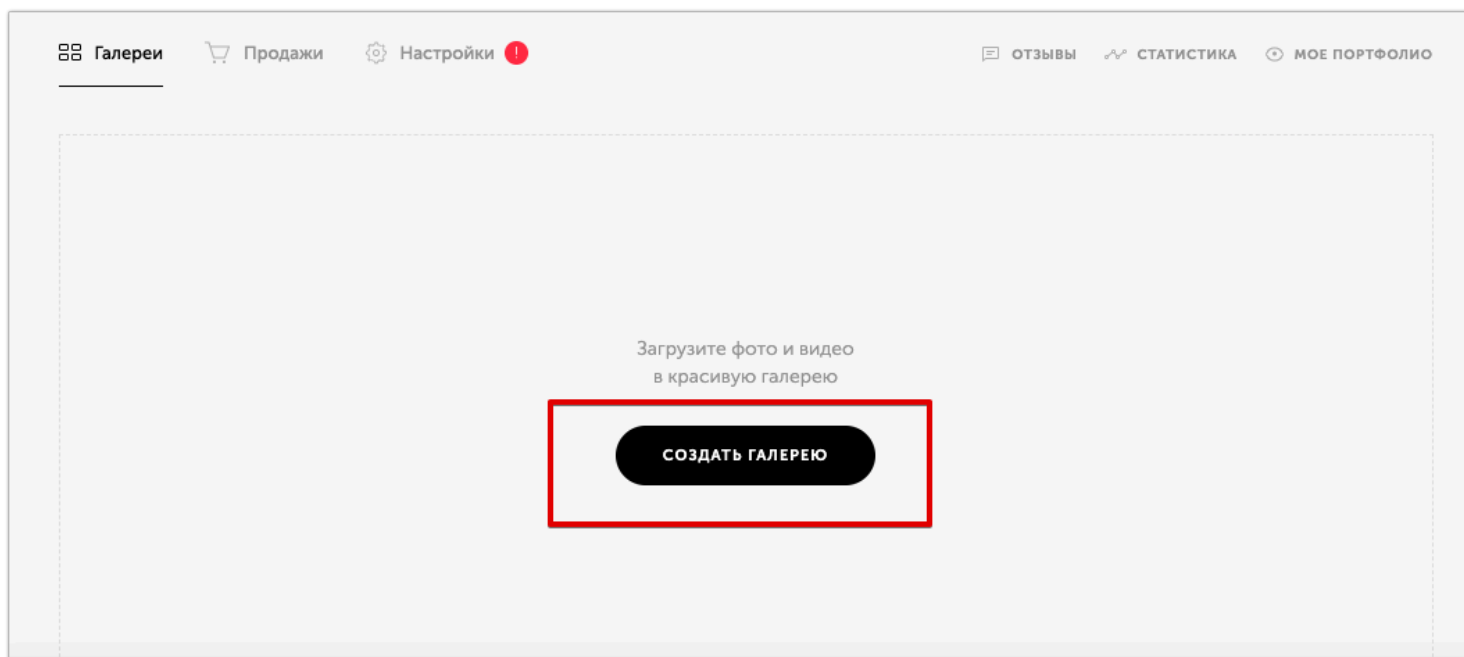 Галереи Продажи Настройки ! ОТЗЫВЫ СТАТИСТИКА МОЕ ПОРТФОЛИО
Загрузите фото и видео
в красивую галерею
СОЗДАТЬ ГАЛЕРЕЮ